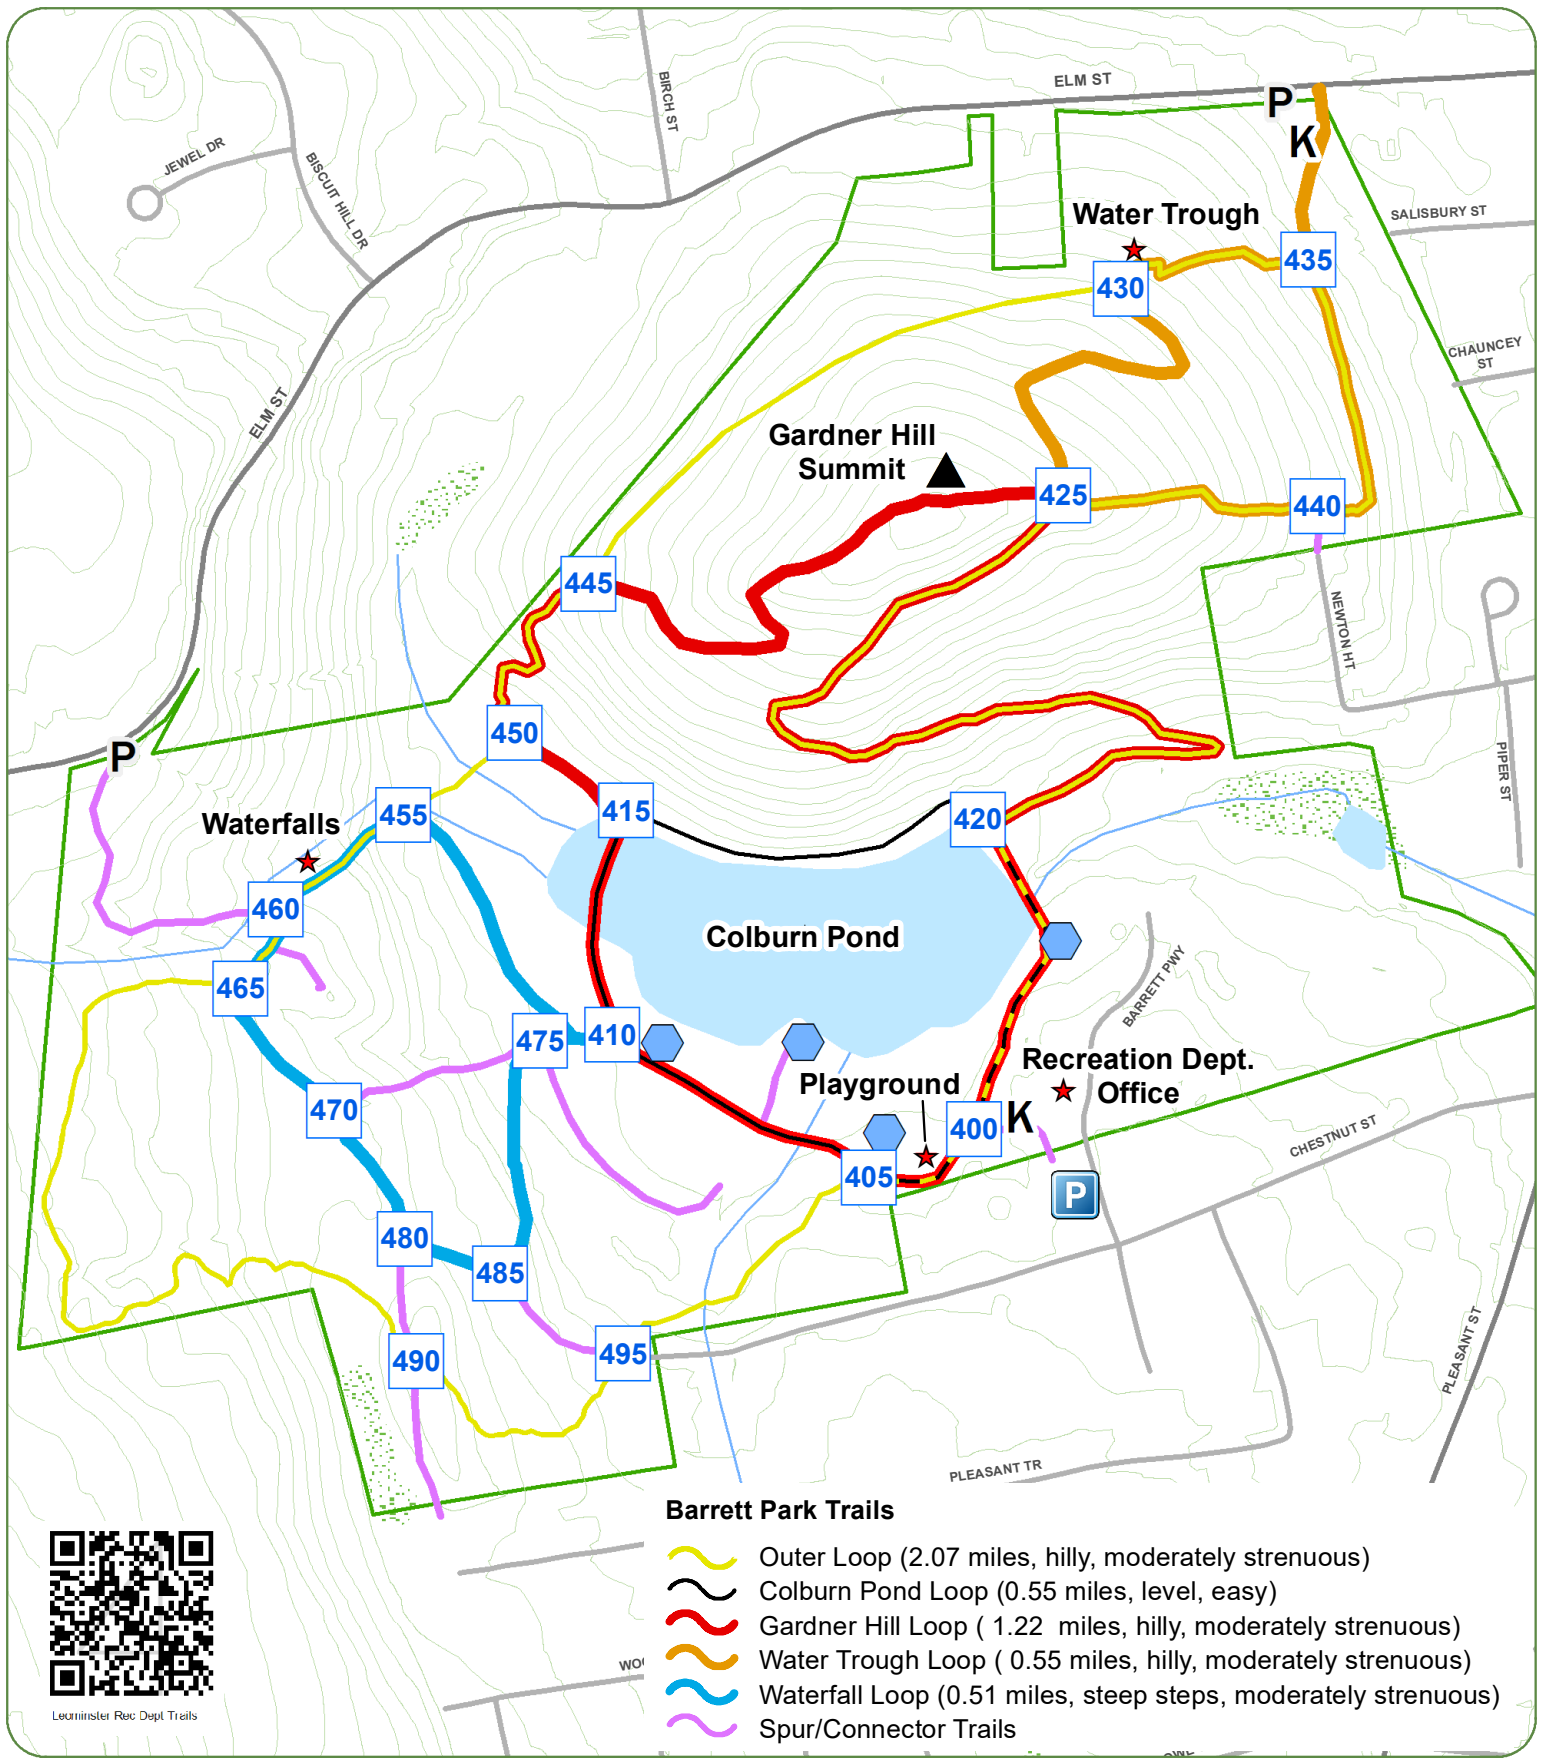 ELM ST
BIRCH ST
P
K
JEWEL DR
BISCUIT HILL DR
SALISBURY ST
Water Trough
435
430
CHAUNCEY
ST
ELM ST
Gardner Hill
Summit
425
440
445
NEWTON HT
450
P
PIPER ST
415
420
455
Waterfalls
460
Colburn Pond
465
BARRETT PWY
475
410
Recreation Dept.
Office
Playground
470
400
K
405
P
CHESTNUT ST
480
485
495
490
PLEASANT ST
PLEASANT TR
Barrett Park Trails
Outer Loop (2.07 miles, hilly, moderately strenuous)
Colburn Pond Loop (0.55 miles, level, easy)
Gardner Hill Loop ( 1.22  miles, hilly, moderately strenuous)
Water Trough Loop ( 0.55 miles, hilly, moderately strenuous)
Waterfall Loop (0.51 miles, steep steps, moderately strenuous)
Spur/Connector Trails
Leominster Rec Dept Trails